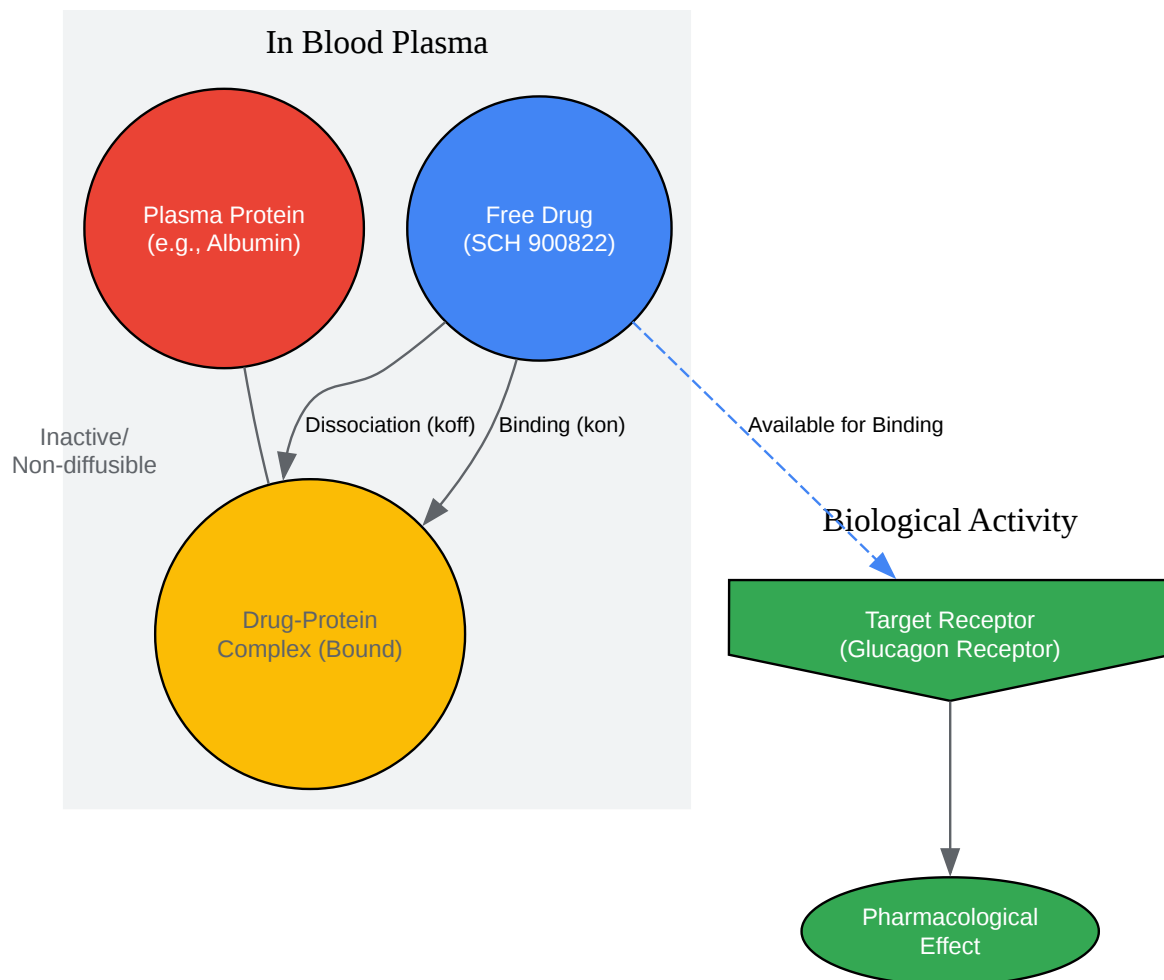 In Blood Plasma
Plasma Protein
(e.g., Albumin)
Free Drug
(SCH 900822)
Inactive/
Non-diffusible
Dissociation (koff)
Binding (kon)
Available for Binding
Drug-Protein
Complex (Bound)
Biological Activity
Target Receptor
(Glucagon Receptor)
Pharmacological
Effect